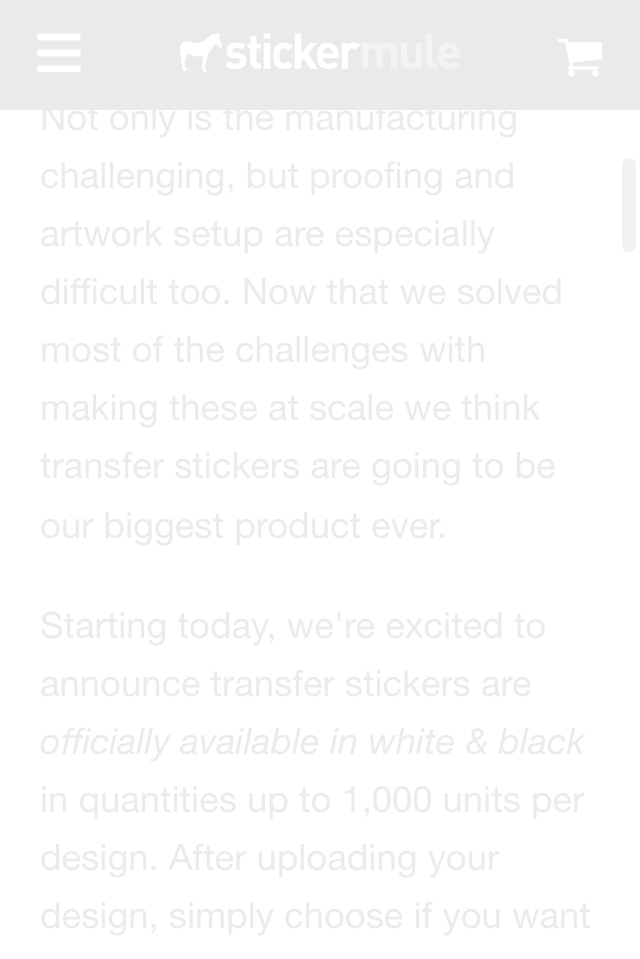 stickermule
Not only is the manufacturing
challenging, but proofing and
artwork setup are especially
difficult too. Now that we solved
most of the challenges with
making these at scale we think
transfer stickers are going to be
our biggest product ever.
Starting today, we're excited to
announce transfer stickers are
officially available in white & black
in quantities up to 1,000 units per
design. After uploading your
design, simply choose if you want